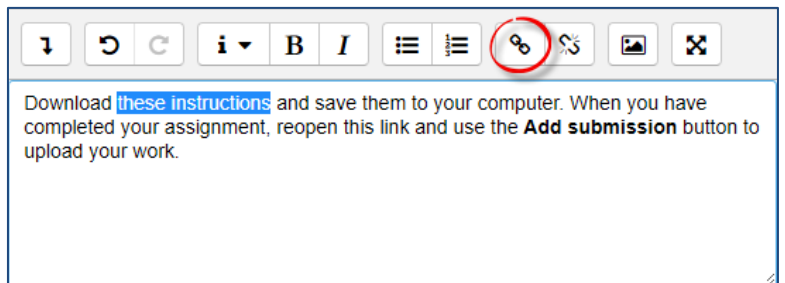 i B I
Download these instructions and save them to your computer. When you have
completed your assignment, reopen this link and use the Add submission button to
upload your work.